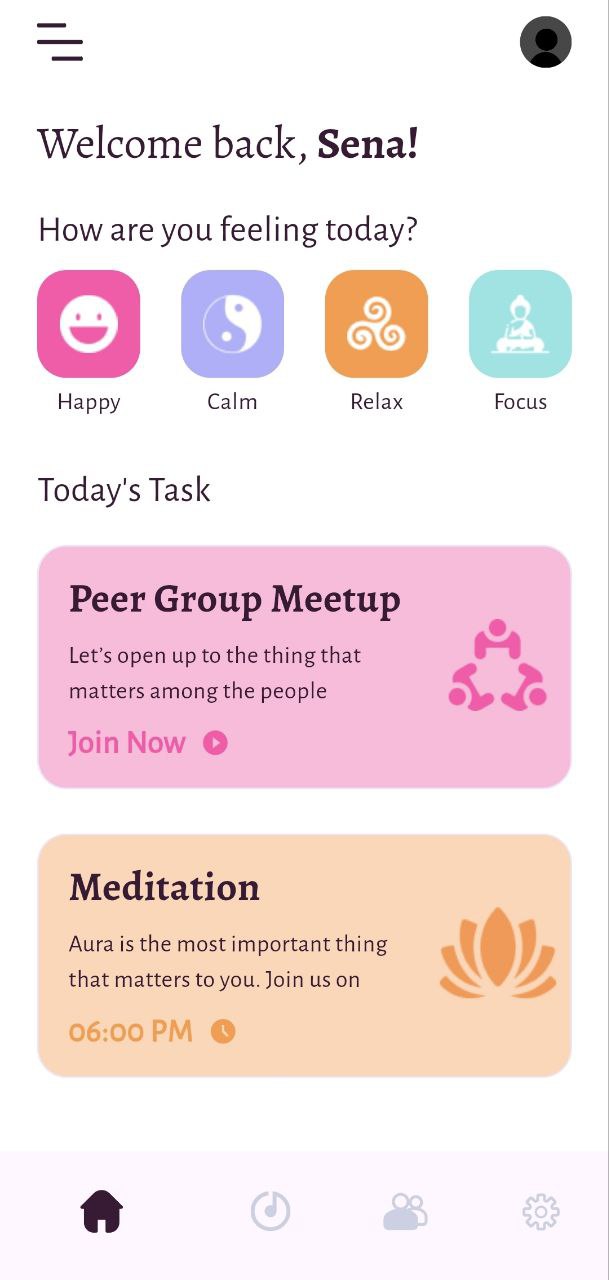 Welcome back, Sena!
How are you feeling today?
Happy Calm Relax Focus
Today's Task
Peer Group Meetup
Let’s open up to the thing that
matters among the people
Join Now
Meditation
Aura is the most important thing
that matters to you. Join us on
06:00 PM